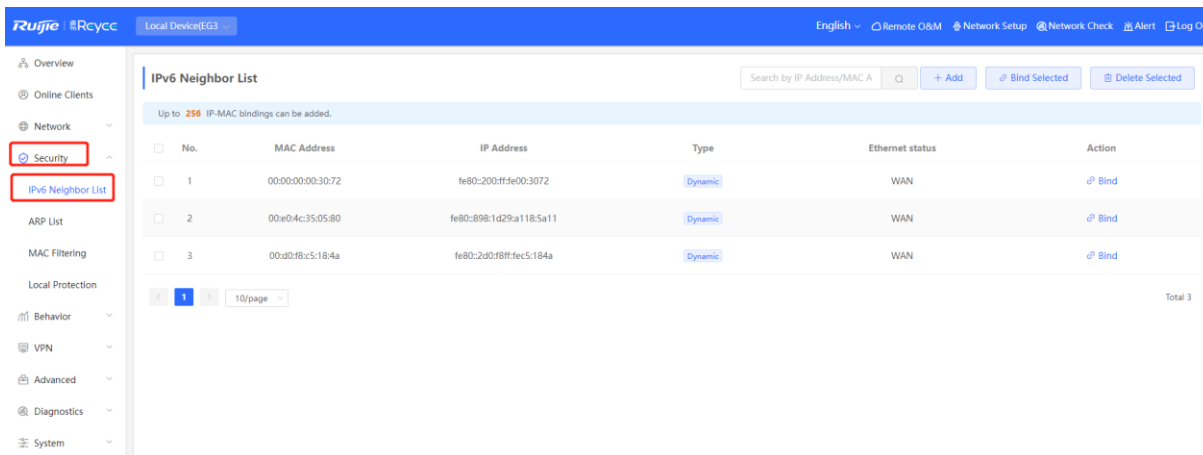 Ruijie Rcycc Local Device(EG3 English Remote O&M Network Setup Network Check Alert Log O
Overview
Online Clients
Network
Security
IPv6 Neighbor List
ARP List
MAC Filtering
Local Protection
Behavior
VPN
Advanced
Diagnostics
System
IPv6 Neighbor List Search by IP Address/MAC A + Add Bind Selected Delete Selected
Up to 256 IP-MAC bindings can be added.
No. MAC Address IP Address Type Ethernet status Action
1 00:00:00:00:30:72 fe80::200:ff:fe00:3072 Dynamic WAN Bind
2 00:e0:4c:35:05:80 fe80::898:1d29:a118:5a11 Dynamic WAN Bind
3 00:d0:f8:c5:18:4a fe80::2d0:f8ff:fec5:184a Dynamic WAN Bind
< 1 > 10/page Total 3